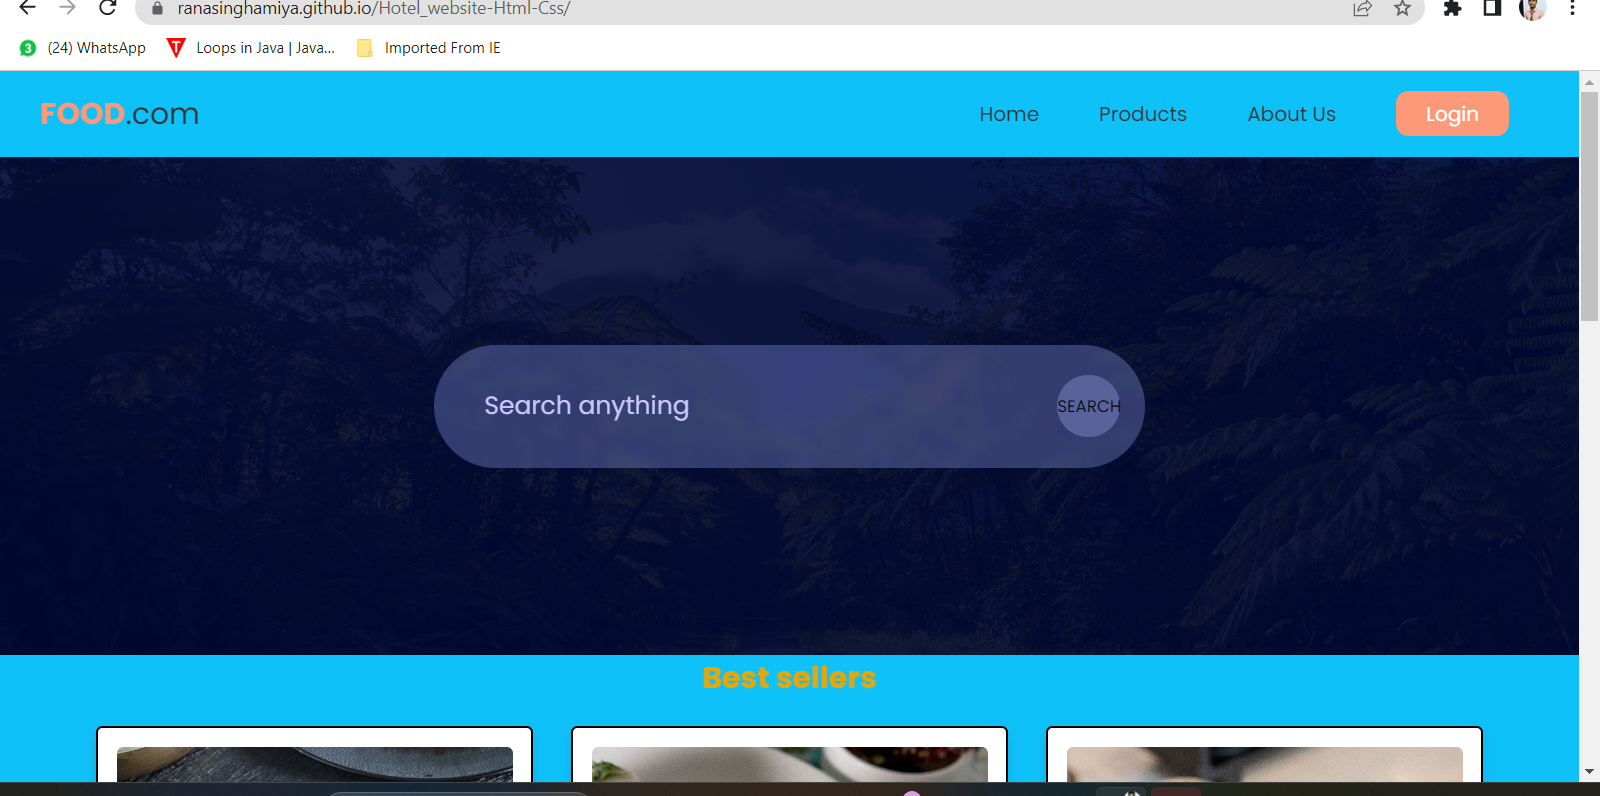 ranasinghamiya.github.io/Hotel_website-Html-Css/
3 (24) WhatsApp T Loops in Java | Java... Imported From IE
FOOD.com Home Products About Us Login
Search anything SEARCH
Best sellers